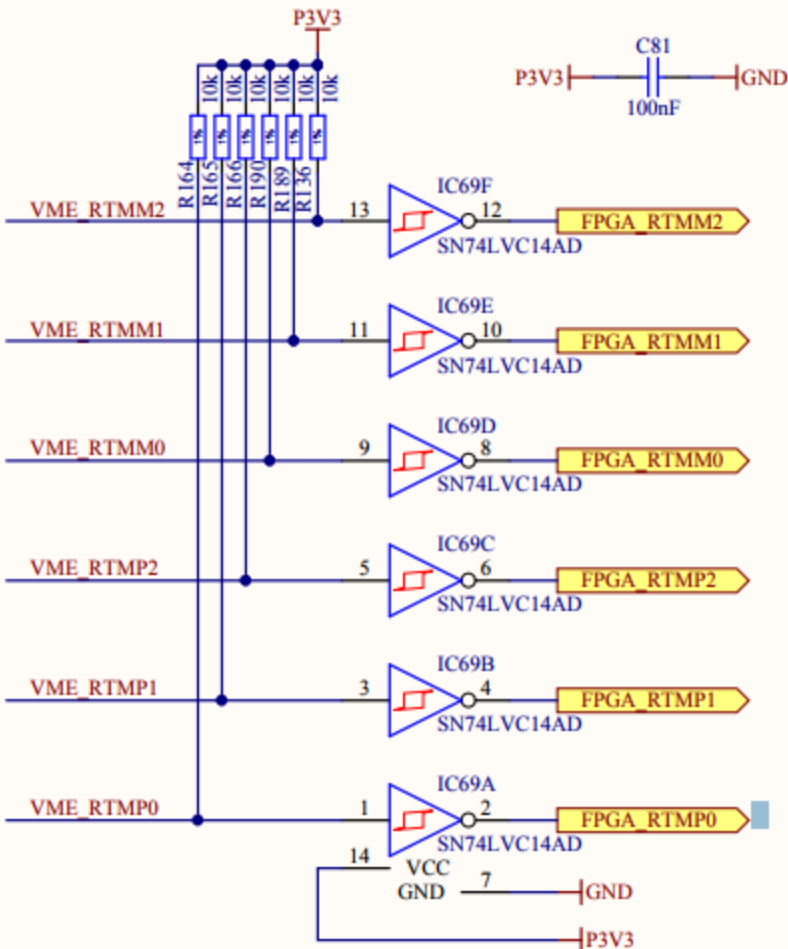 P3V3
C81
P3V3 GND
100nF
10k 10k 10k 10k 10k 10k
1% 1% 1% 1% 1% 1%
R164 R165 R166 R190 R189 R136
IC69F
VME_RTMM2 13 12 FPGA_RTMM2
SN74LVC14AD
IC69E
VME_RTMM1 11 10 FPGA_RTMM1
SN74LVC14AD
IC69D
VME_RTMM0 9 8 FPGA_RTMM0
SN74LVC14AD
IC69C
VME_RTMP2 5 6 FPGA_RTMP2
SN74LVC14AD
IC69B
VME_RTMP1 3 4 FPGA_RTMP1
SN74LVC14AD
IC69A
VME_RTMP0 1 2 FPGA_RTMP0
SN74LVC14AD
14 VCC
GND 7 GND
P3V3